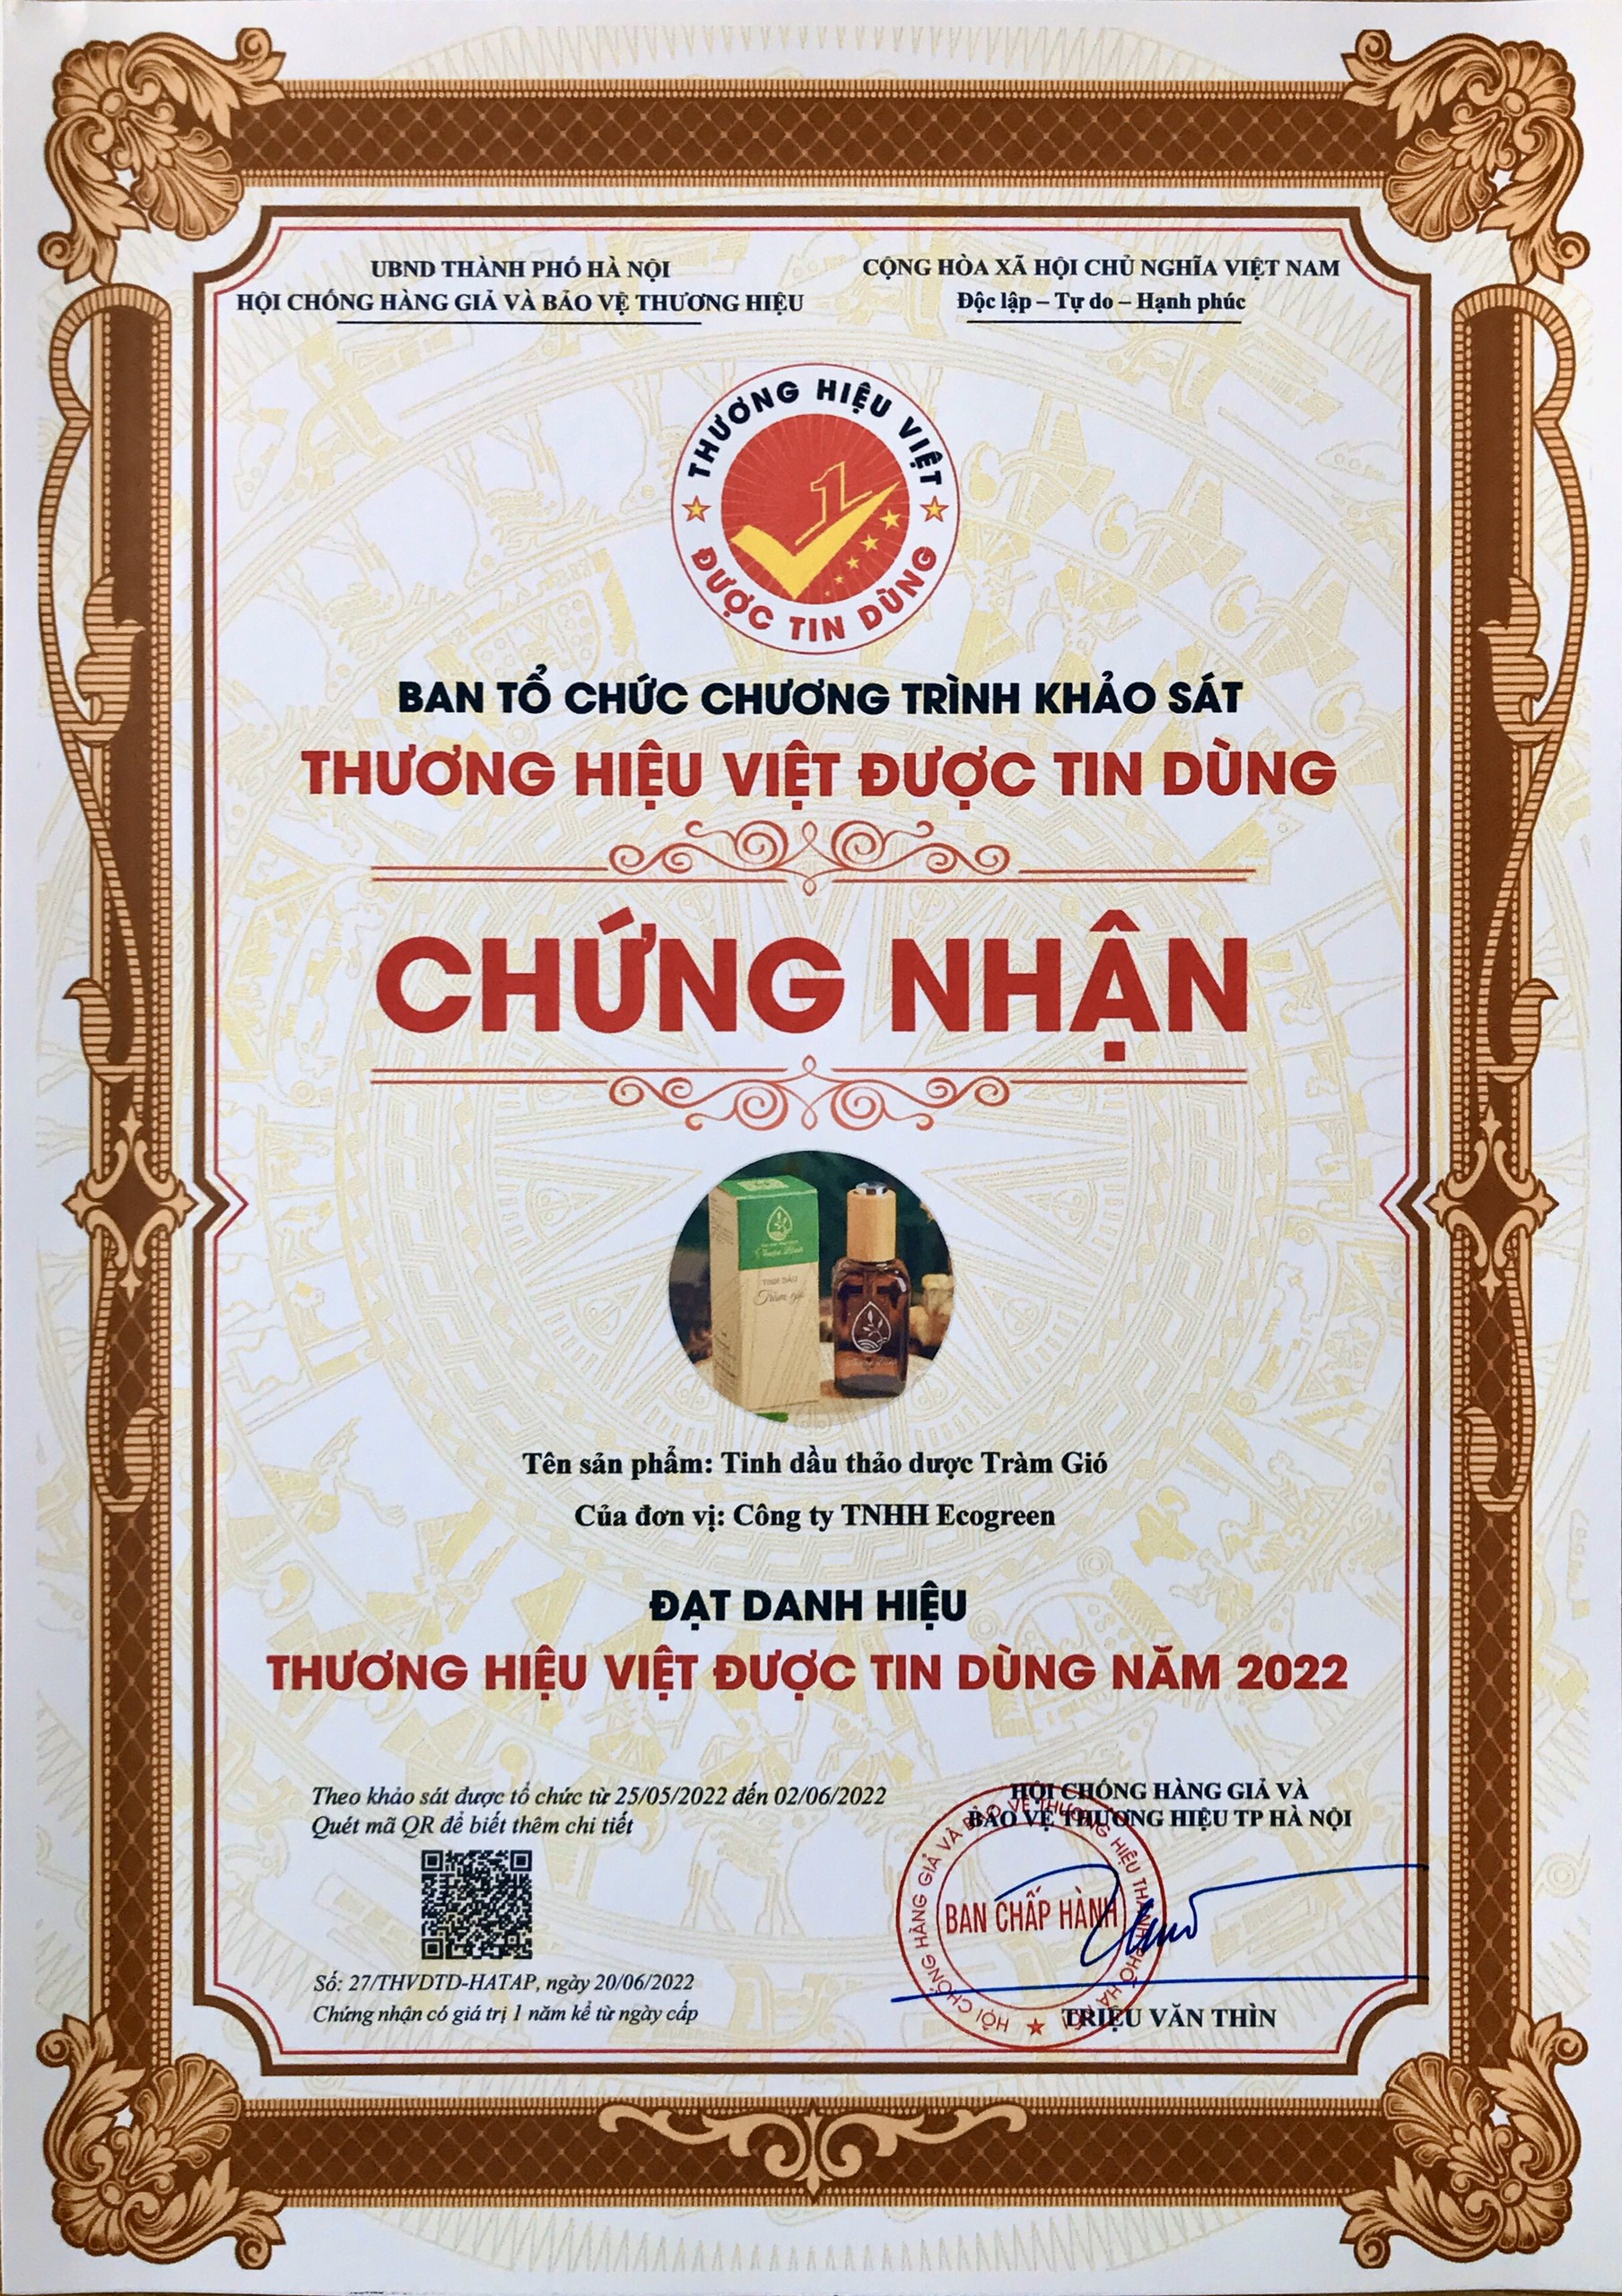 UBND THÀNH PHỐ HÀ NỘI
HỘI CHỐNG HÀNG GIẢ VÀ BẢO VỆ THƯƠNG HIỆU
CỘNG HÒA XÃ HỘI CHỦ NGHĨA VIỆT NAM
Độc lập – Tự do – Hạnh phúc
THƯƠNG HIỆU VIỆT
1
ĐƯỢC TIN DÙNG
BAN TỔ CHỨC CHƯƠNG TRÌNH KHẢO SÁT
THƯƠNG HIỆU VIỆT ĐƯỢC TIN DÙNG
CHỨNG NHẬN
TINH DẦU
Tên sản phẩm: Tinh dầu thảo dược Tràm Gió
Của đơn vị: Công ty TNHH Ecogreen
ĐẠT DANH HIỆU
THƯƠNG HIỆU VIỆT ĐƯỢC TIN DÙNG NĂM 2022
Theo khảo sát được tổ chức từ 25/05/2022 đến 02/06/2022
Quét mã QR để biết thêm chi tiết
Số: 27/THVDTD-HATAP, ngày 20/06/2022
Chứng nhận có giá trị 1 năm kể từ ngày cấp
HỘI CHỐNG HÀNG GIẢ VÀ
BẢO VỆ THƯƠNG HIỆU TP HÀ NỘI
HỘI CHỐNG HÀNG GIẢ VÀ BẢO VỆ THƯƠNG HIỆU THÀNH PHỐ HÀ NỘI
BAN CHẤP HÀNH
TRIỆU VĂN THÌN